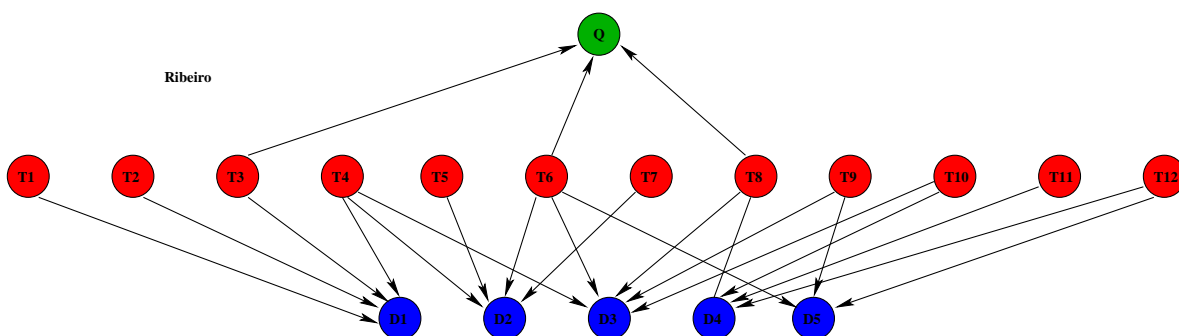 Q
Ribeiro
T1 T2 T3 T4 T5 T6 T7 T8 T9 T10 T11 T12
D1 D2 D3 D4 D5